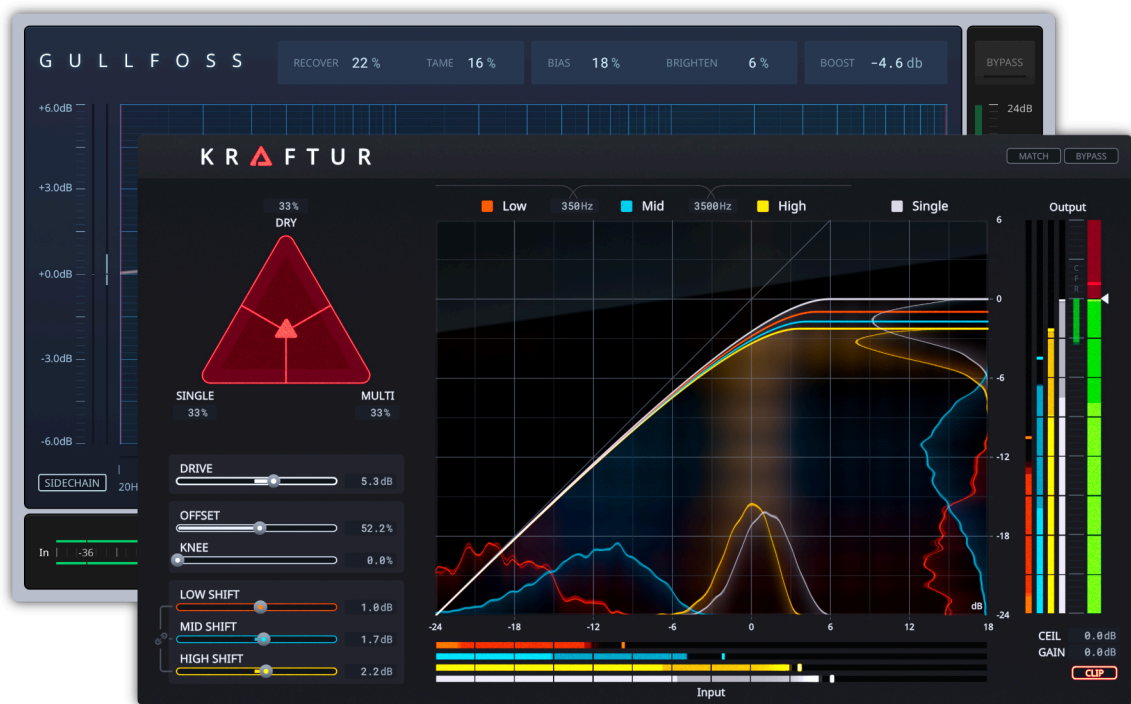 GULLFOSS
RECOVER 22 % TAME 16 % BIAS 18 % BRIGHTEN 6 % BOOST -4.6 db
BYPASS
+6.0dB
24dB
+3.0dB
+0.0dB
-3.0dB
-6.0dB
SIDECHAIN
20H
In -36
KRAFTUR
MATCH BYPASS
33%
DRY
SINGLE MULTI
33% 33%
Low 350Hz Mid 3500Hz High Single Output
6
0
-6
-12
-18
-24
dB
CFR
DRIVE 5.3dB
OFFSET 52.2%
KNEE 0.0%
LOW SHIFT 1.0dB
MID SHIFT 1.7dB
HIGH SHIFT 2.2dB
-24 -18 -12 -6 0 6 12 18
Input
CEIL 0.0dB
GAIN 0.0dB
CLIP